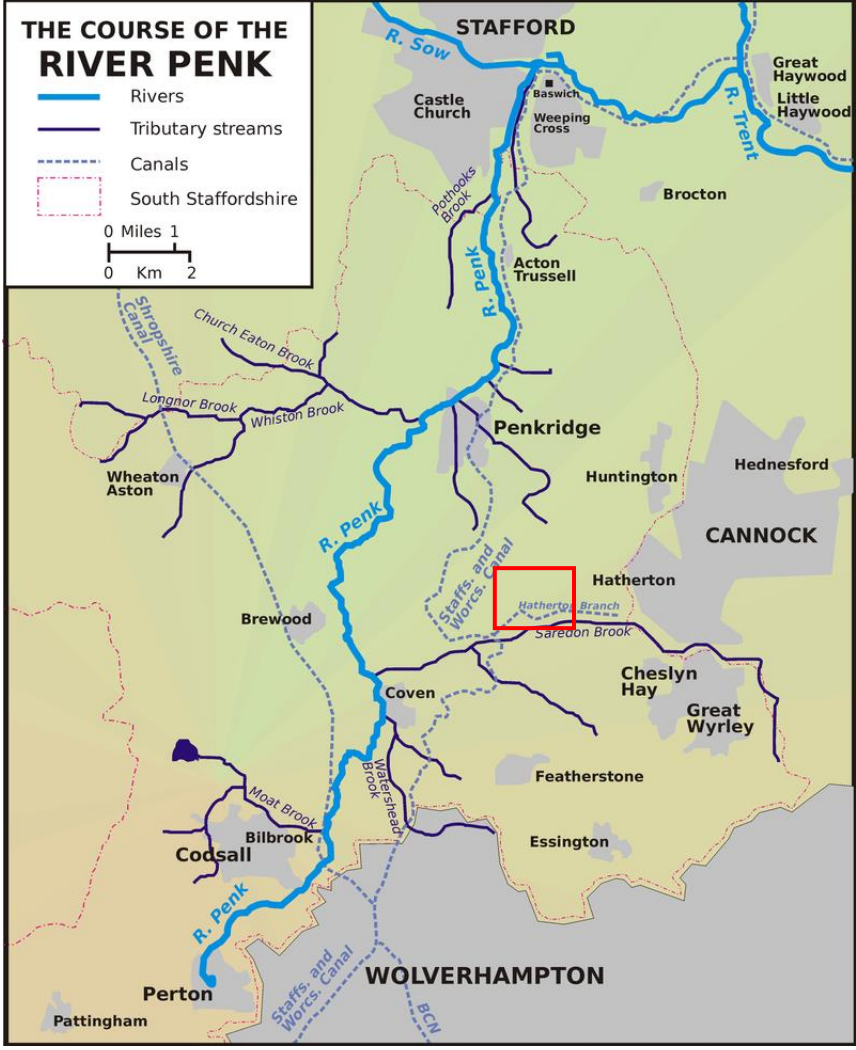 THE COURSE OF THE
RIVER PENK
Rivers
Tributary streams
Canals
South Staffordshire
0 Miles 1
0 Km 2
STAFFORD
R. Sow
Castle
Church
Baswich
Weeping
Cross
Great
Haywood
Little
Haywood
R. Trent
Brocton
Pothooks
Brook
R. Penk
Acton
Trussell
Shropshire
Canal
Church Eaton Brook
Longnor Brook
Whiston Brook
Wheaton
Aston
Penkridge
Huntington
Hednesford
CANNOCK
R. Penk
Staffs. and
Worcs. Canal
Hatherton
Hatherton Branch
Saredon Brook
Brewood
Coven
Cheslyn
Hay
Great
Wyrley
Featherstone
Watershead
Brook
Moat Brook
Bilbrook
Codsall
Essington
R. Penk
Perton
Pattingham
Staffs. and
Worcs. Canal
BCN
WOLVERHAMPTON